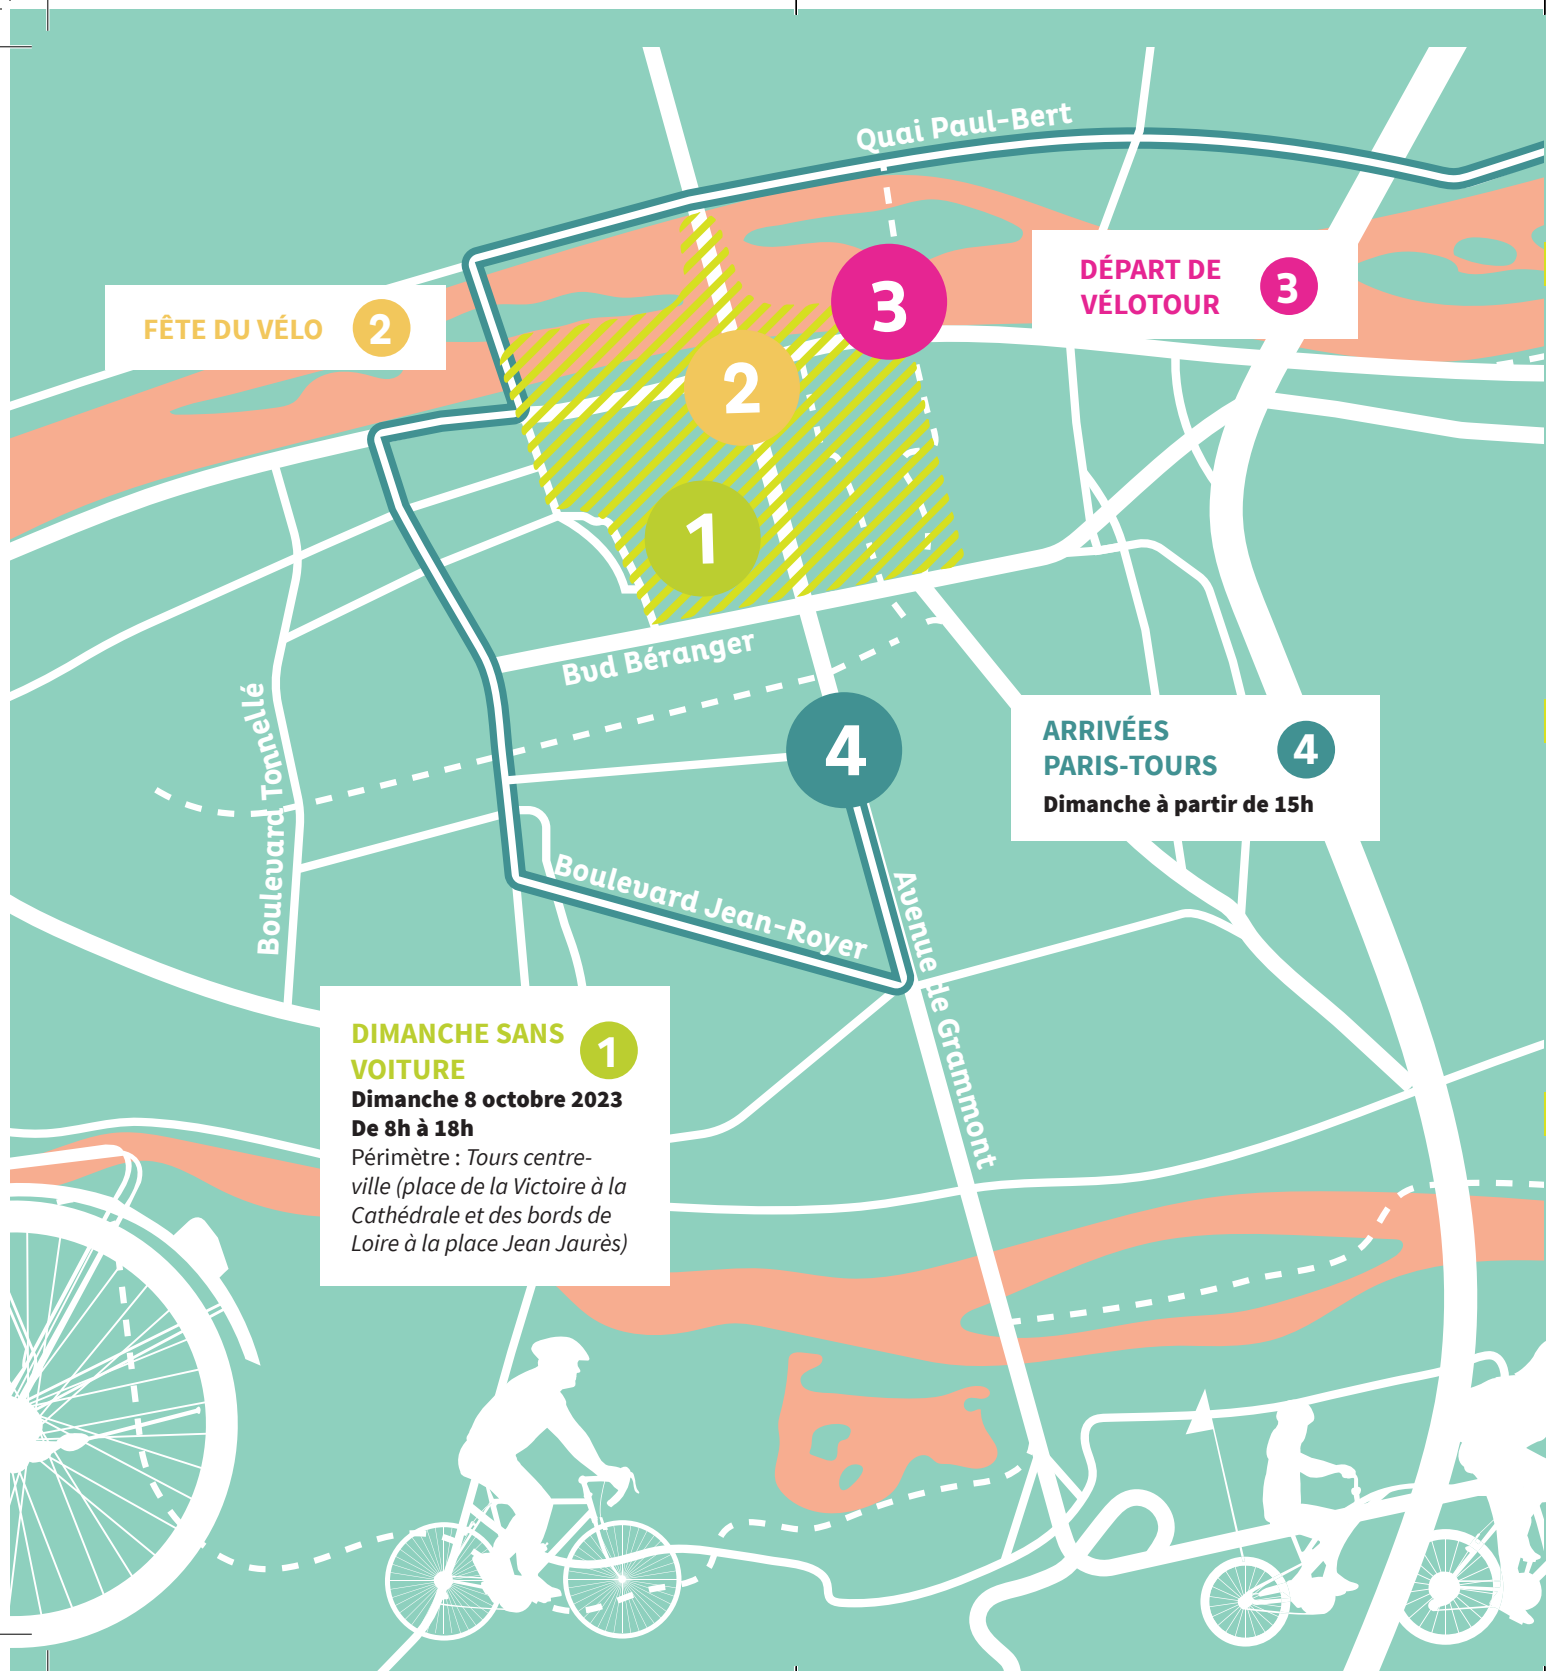 Quai Paul-Bert
DÉPART DE
VÉLOTOUR
3
3
FÊTE DU VÉLO
2
2
1
Bud Béranger
Boulevard Tonnellé
4
ARRIVÉES
PARIS-TOURS
4
Dimanche à partir de 15h
Boulevard Jean-Royer
Avenue de Grammont
DIMANCHE SANS
VOITURE
1
Dimanche 8 octobre 2023
De 8h à 18h
Périmètre : Tours centre-
ville (place de la Victoire à la
Cathédrale et des bords de
Loire à la place Jean Jaurès)